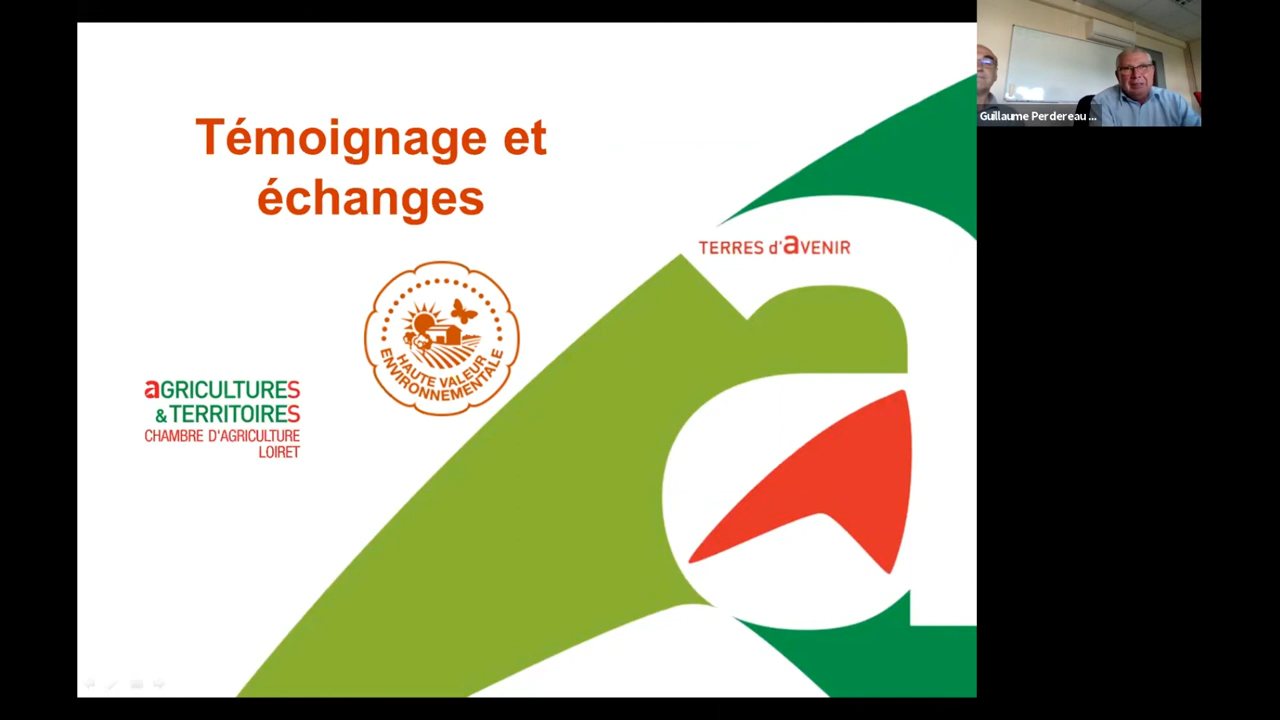 Témoignage et
échanges
Guillaume Perdereau ...
TERRES d'aVENIR
HAUTE VALEUR
ENVIRONNEMENTALE
aGRICULTURES
& TERRITOIRES
CHAMBRE D'AGRICULTURE
LOIRET